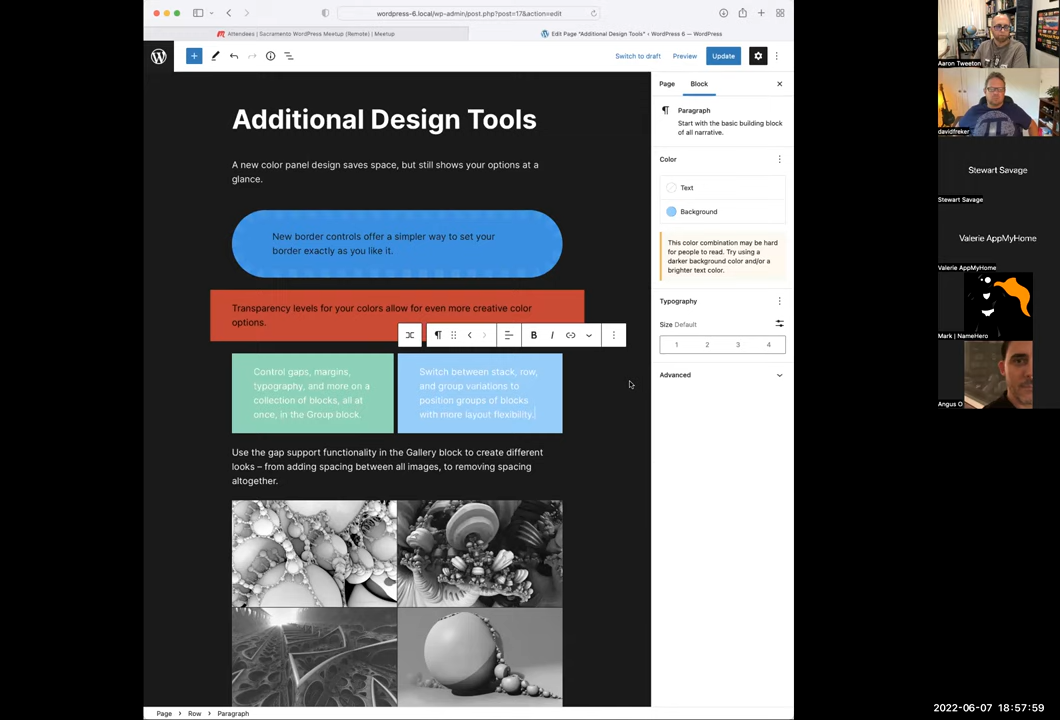 wordpress-6.local/wp-admin/post.php?post=17&action=edit
Attendees | Sacramento WordPress Meetup (Remote) | Meetup
Edit Page "Additional Design Tools" ‹ WordPress 6 — WordPress
Switch to draft
Preview
Update
Page
Block
Additional Design Tools
A new color panel design saves space, but still shows your options at a
glance.
New border controls offer a simpler way to set your
border exactly as you like it.
Transparency levels for your colors allow for even more creative color
options.
B
I
Control gaps, margins,
typography, and more on a
collection of blocks, all at
once, in the Group block.
Switch between stack, row,
and group variations to
position groups of blocks
with more layout flexibility.
Use the gap support functionality in the Gallery block to create different
looks – from adding spacing between all images, to removing spacing
altogether.
Paragraph
Start with the basic building block
of all narrative.
Color
Text
Background
This color combination may be hard
for people to read. Try using a
darker background color and/or a
brighter text color.
Typography
Size Default
1 2 3 4
Advanced
Page > Row > Paragraph
Aaron Tweeton
davidfreker
Stewart Savage
Stewart Savage
Valerie AppMyHome
Valerie AppMyHome
Mark | NameHero
Angus O
2022-06-07 18:57:59